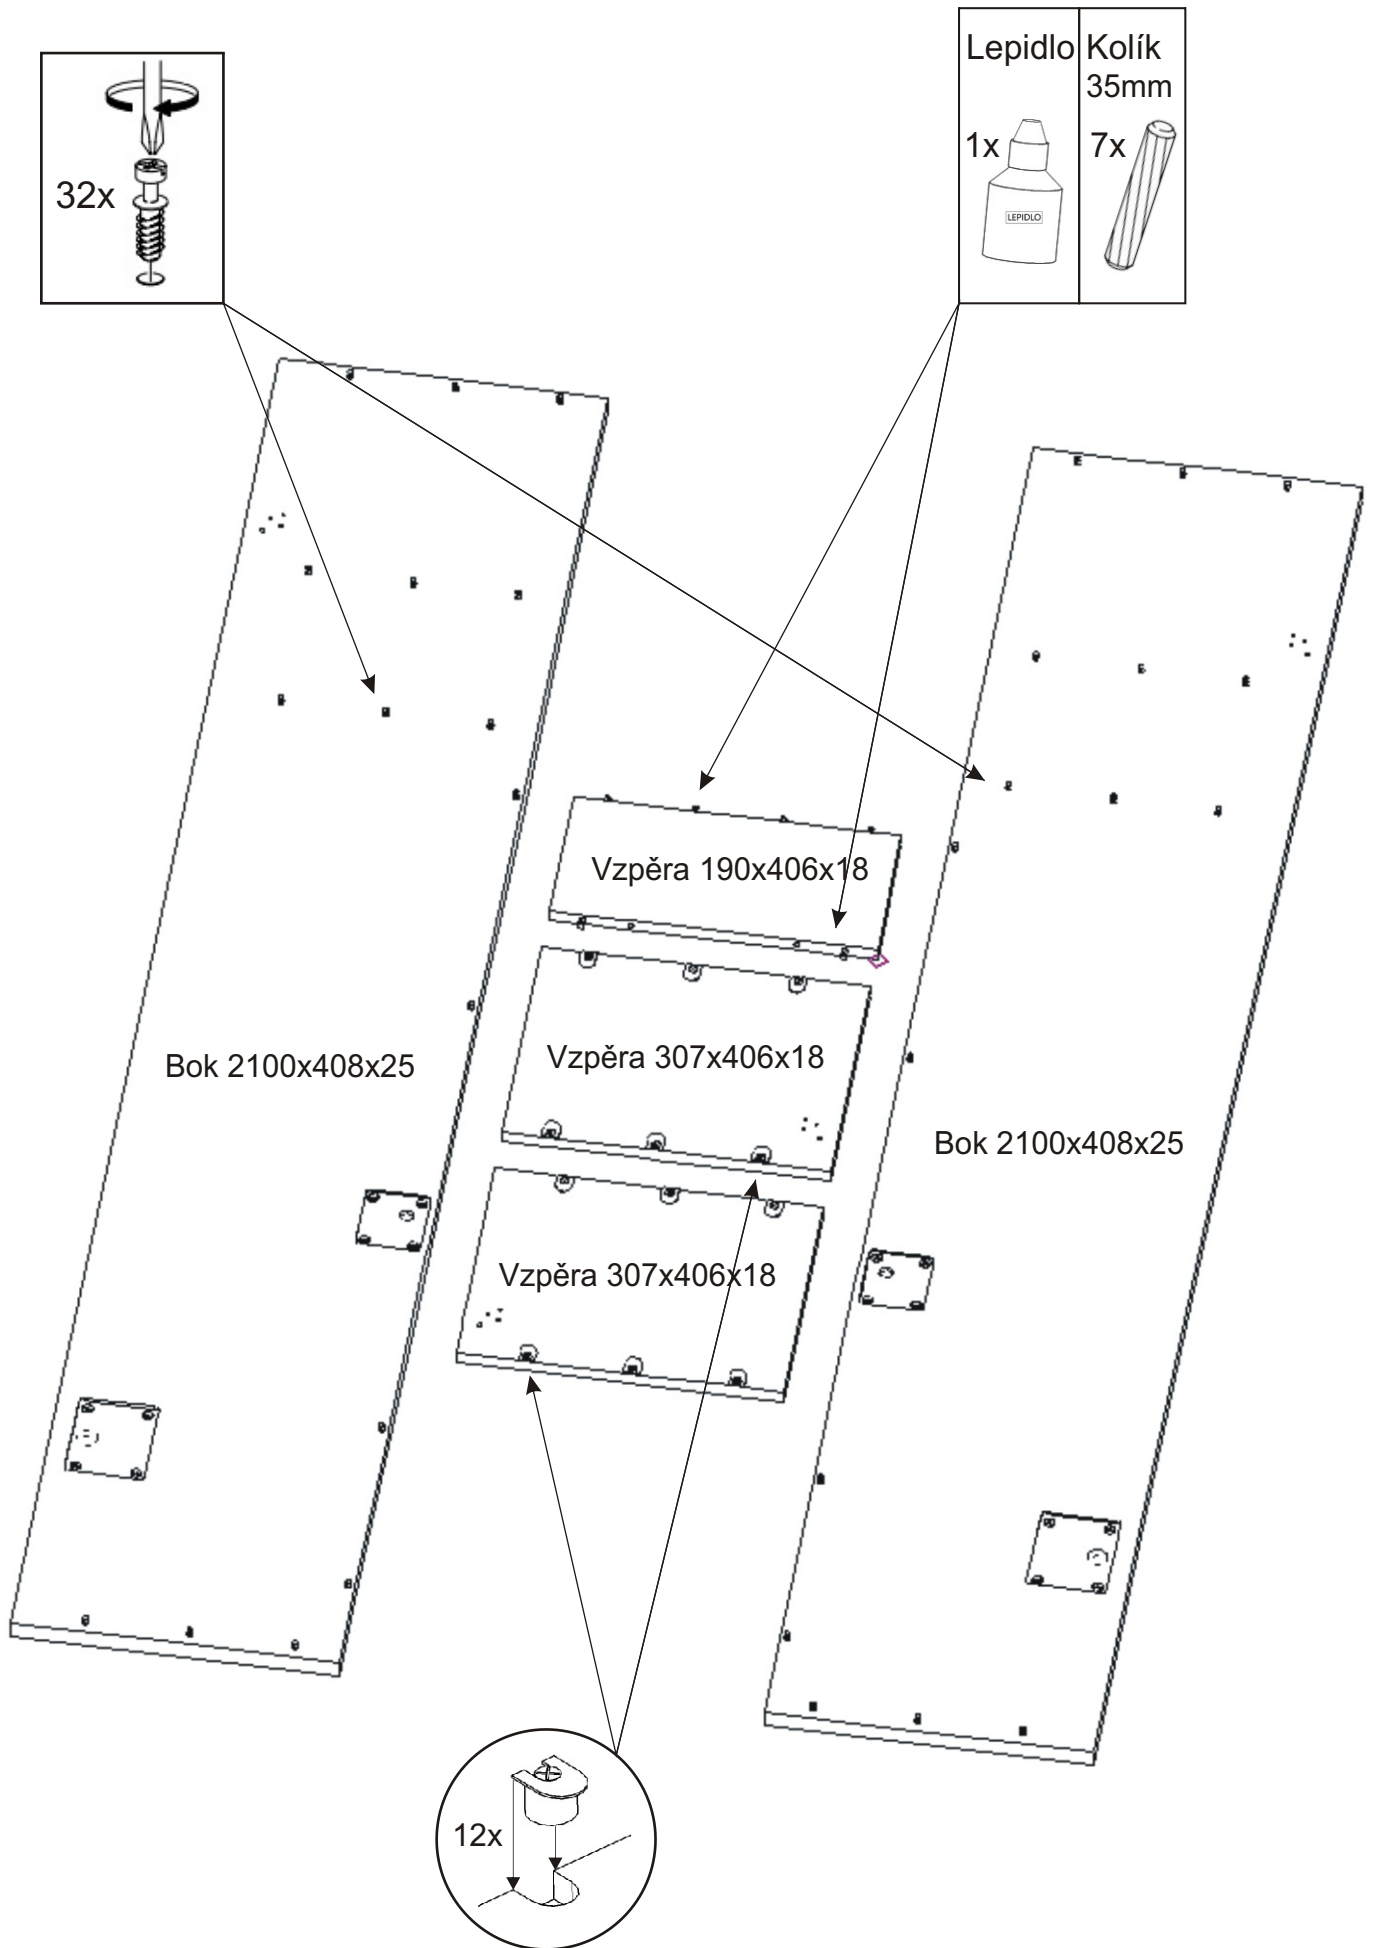 Lepidlo
1x
LEPIDLO
Kolík
35mm
7x
32x
Vzpěra 190x406x18
Vzpěra 307x406x18
Bok 2100x408x25
Bok 2100x408x25
Vzpěra 307x406x18
12x